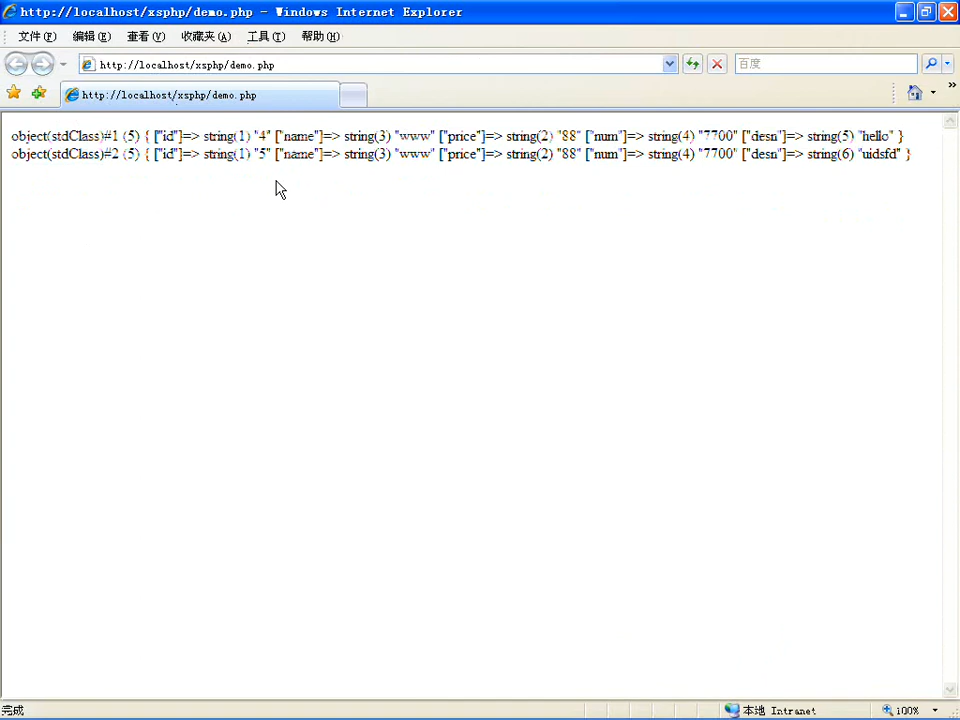 http://localhost/xsphp/demo.php - Windows Internet Explorer
文件(F) 编辑(E) 查看(V) 收藏夹(A) 工具(T) 帮助(H)
http://localhost/xsphp/demo.php 百度
http://localhost/xsphp/demo.php
object(stdClass)#1 (5) { ["id"]=> string(1) "4" ["name"]=> string(3) "www" ["price"]=> string(2) "88" ["num"]=> string(4) "7700" ["desn"]=> string(5) "hello" }
object(stdClass)#2 (5) { ["id"]=> string(1) "5" ["name"]=> string(3) "www" ["price"]=> string(2) "88" ["num"]=> string(4) "7700" ["desn"]=> string(6) "uidsfd" }
完成 本地 Intranet 100%